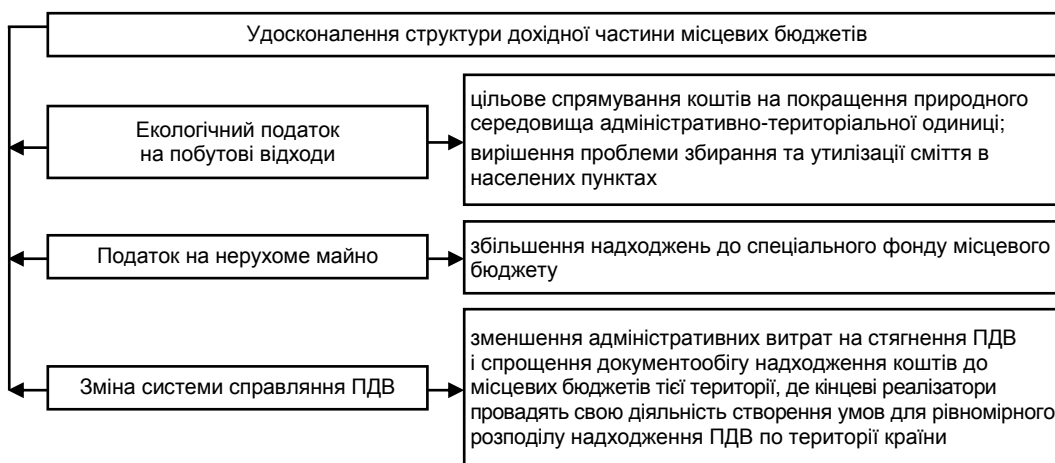 Удосконалення структури дохідної частини місцевих бюджетів
Екологічний податок
на побутові відходи
цільове спрямування коштів на покращення природного
середовища адміністративно-територіальної одиниці;
вирішення проблеми збирання та утилізації сміття в
населених пунктах
Податок на нерухоме майно
збільшення надходжень до спеціального фонду місцевого
бюджету
Зміна системи справляння ПДВ
зменшення адміністративних витрат на стягнення ПДВ
і спрощення документообігу надходження коштів до
місцевих бюджетів тієї території, де кінцеві реалізатори
провадять свою діяльність створення умов для рівномірного
розподілу надходження ПДВ по території країни